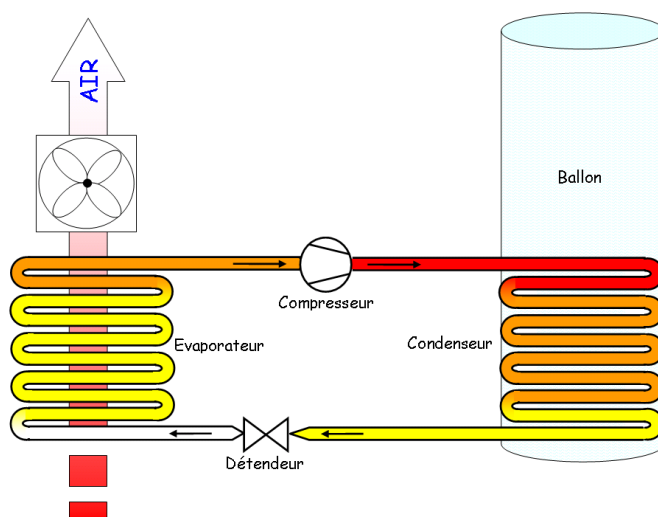 AIR
Ballon
Compresseur
Evaporateur
Condenseur
Détendeur